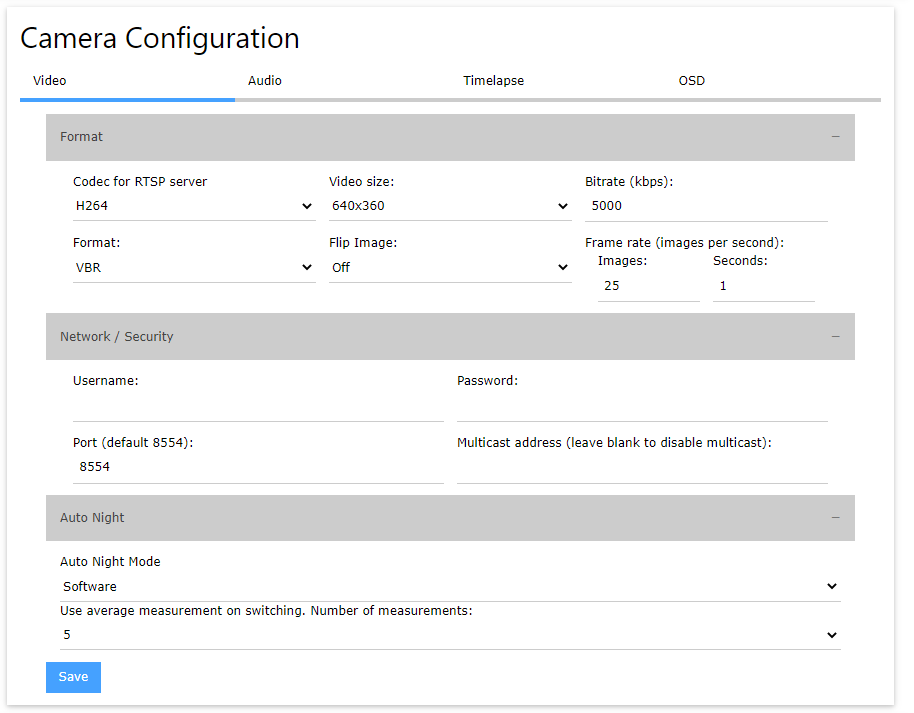 Camera Configuration
Video Audio Timelapse OSD
Format −
Codec for RTSP server Video size: Bitrate (kbps):
H264 640x360 5000
Format: Flip Image: Frame rate (images per second):
Images: Seconds:
VBR Off
25 1
Network / Security −
Username: Password:
Port (default 8554): Multicast address (leave blank to disable multicast):
8554
Auto Night −
Auto Night Mode
Software
Use average measurement on switching. Number of measurements:
5
Save